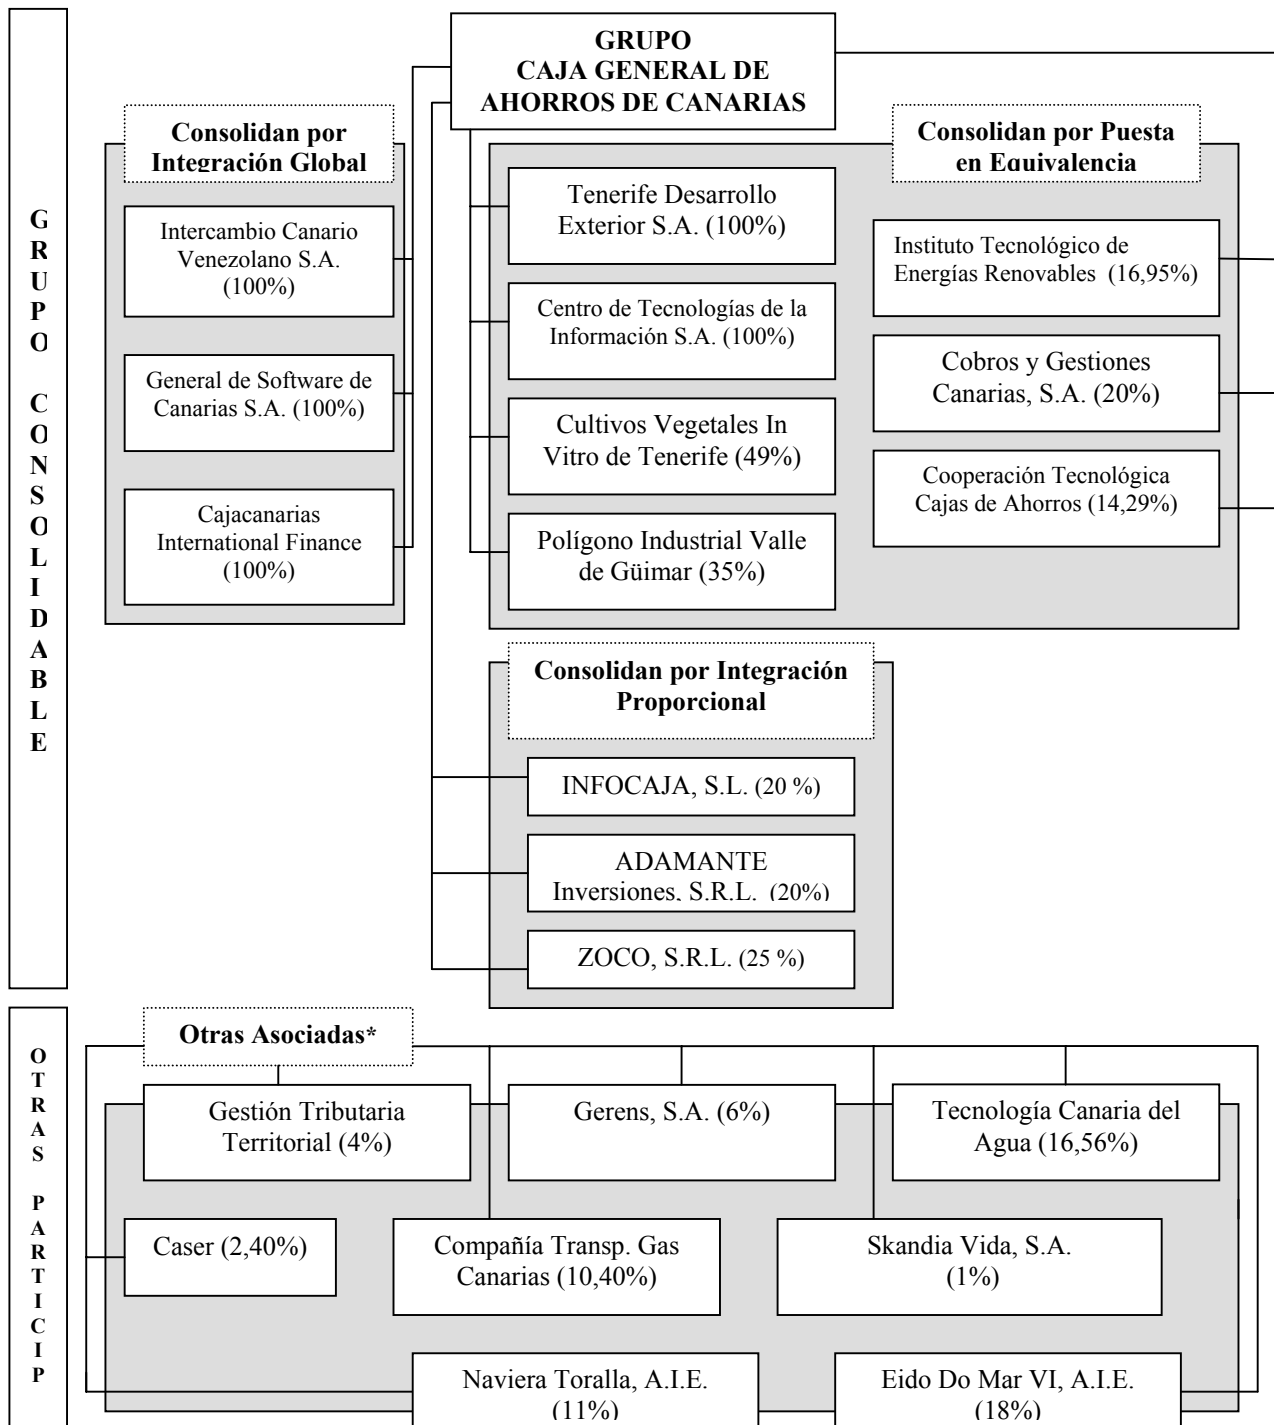 GRUPO
CAJA GENERAL DE
AHORROS DE CANARIAS
GRUPO CONSOLIDABLE
Consolidan por
Integración Global
Intercambio Canario
Venezolano S.A.
(100%)
General de Software de
Canarias S.A. (100%)
Cajacanarias
International Finance
(100%)
Consolidan por Puesta
en Equivalencia
Tenerife Desarrollo
Exterior S.A. (100%)
Centro de Tecnologías de la
Información S.A. (100%)
Cultivos Vegetales In
Vitro de Tenerife (49%)
Polígono Industrial Valle
de Güimar (35%)
Instituto Tecnológico de
Energías Renovables (16,95%)
Cobros y Gestiones
Canarias, S.A. (20%)
Cooperación Tecnológica
Cajas de Ahorros (14,29%)
Consolidan por Integración
Proporcional
INFOCAJA, S.L. (20 %)
ADAMANTE
Inversiones, S.R.L. (20%)
ZOCO, S.R.L. (25 %)
OTRAS PARTICIP
Otras Asociadas*
Gestión Tributaria
Territorial (4%)
Gerens, S.A. (6%)
Tecnología Canaria del
Agua (16,56%)
Caser (2,40%)
Compañía Transp. Gas
Canarias (10,40%)
Skandia Vida, S.A.
(1%)
Naviera Toralla, A.I.E.
(11%)
Eido Do Mar VI, A.I.E.
(18%)